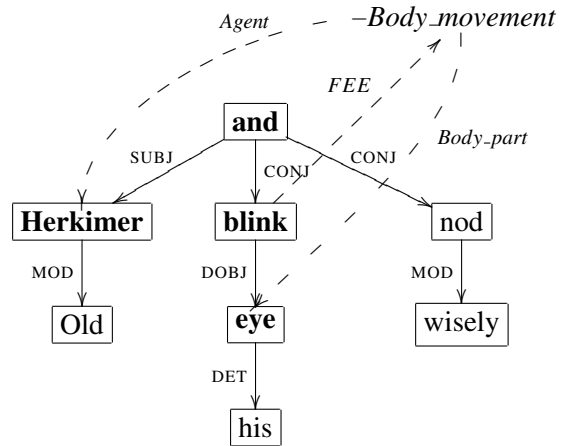 Agent
–Body_movement
FEE
and
Body_part
SUBJ
CONJ
CONJ
Herkimer
blink
nod
MOD
DOBJ
MOD
Old
eye
wisely
DET
his